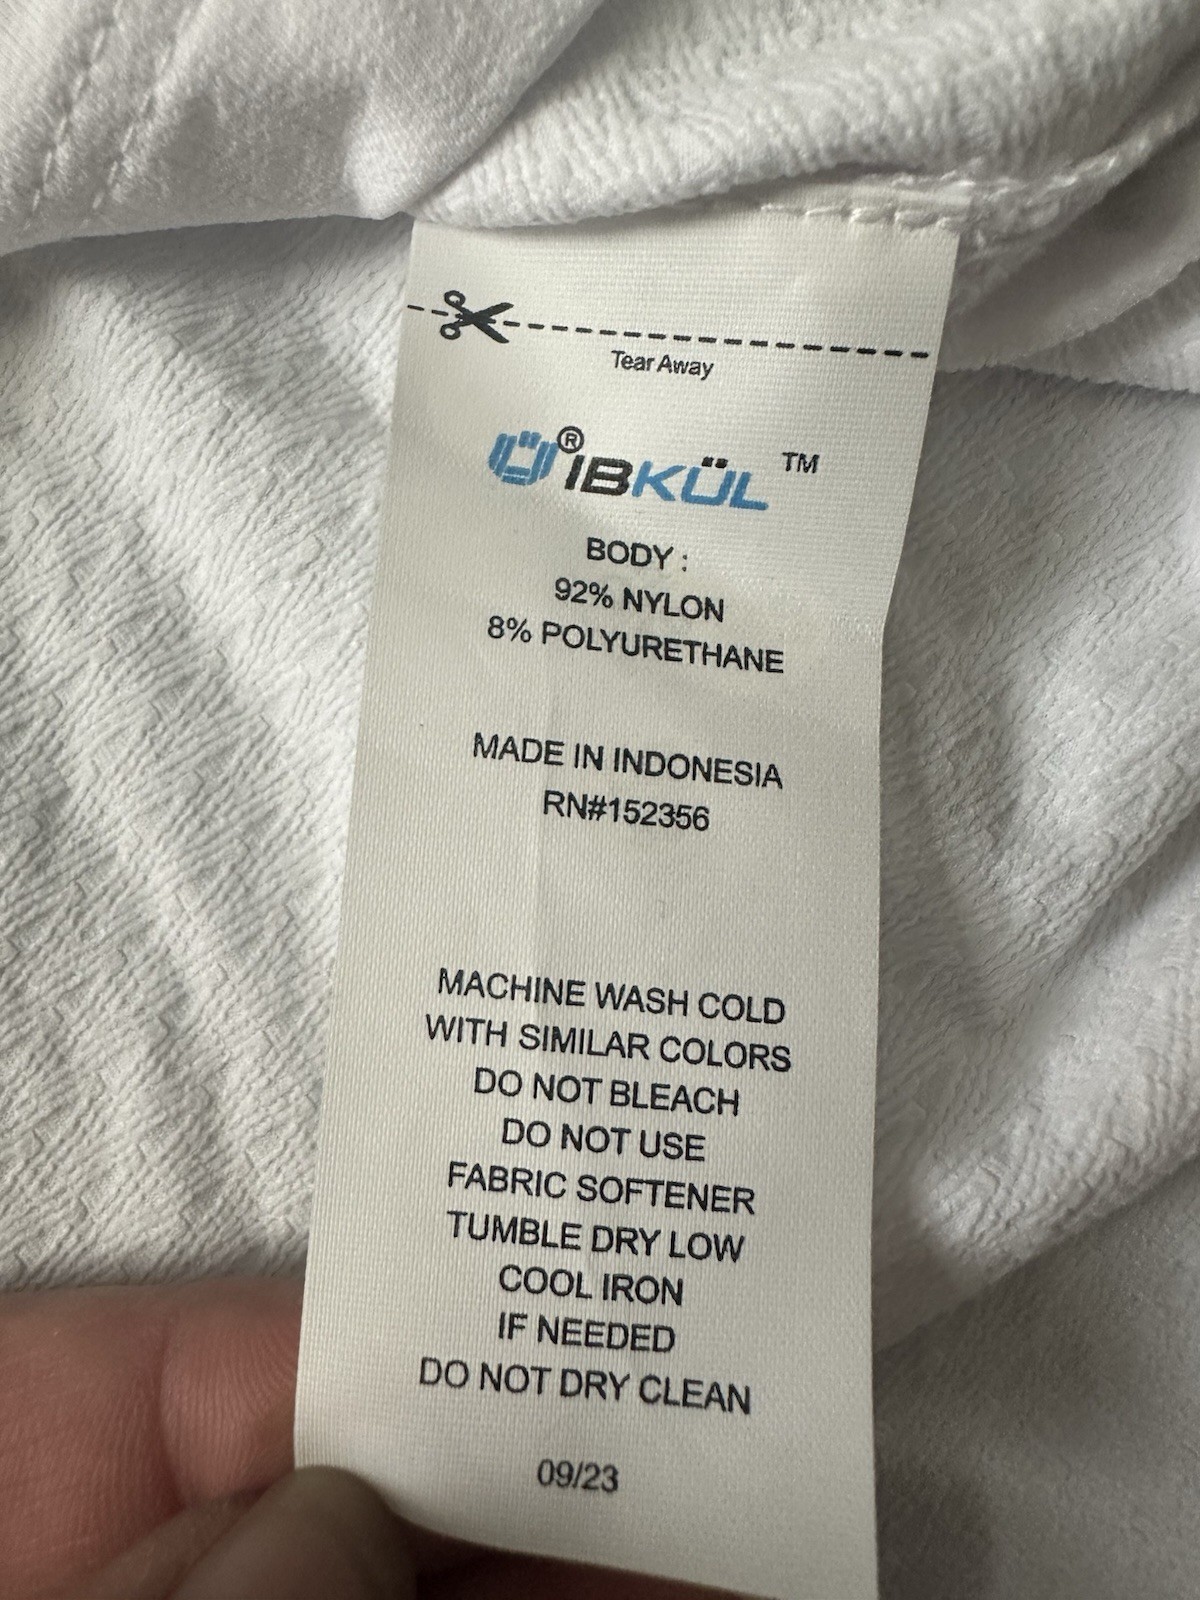 Tear Away
Ü® IBKÜL ™
BODY :
92% NYLON
8% POLYURETHANE
MADE IN INDONESIA
RN#152356
MACHINE WASH COLD
WITH SIMILAR COLORS
DO NOT BLEACH
DO NOT USE
FABRIC SOFTENER
TUMBLE DRY LOW
COOL IRON
IF NEEDED
DO NOT DRY CLEAN
09/23